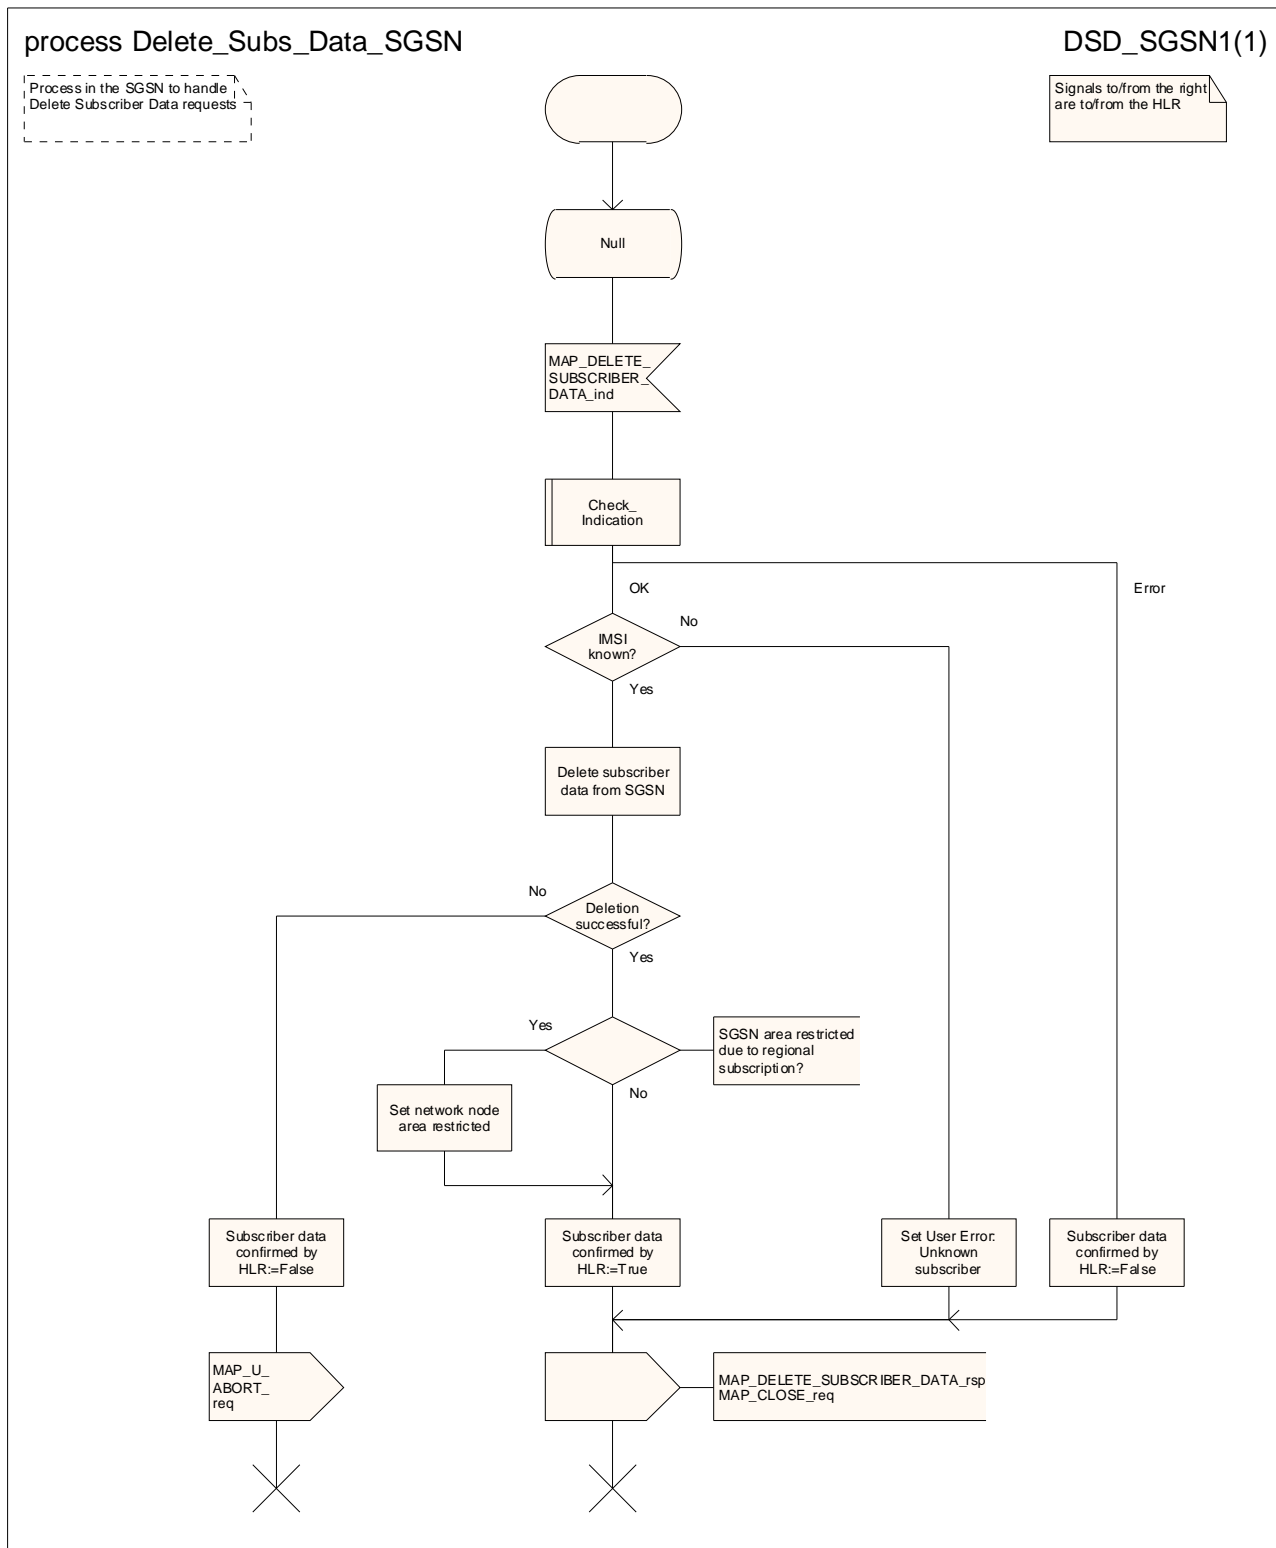 process Delete_Subs_Data_SGSN
DSD_SGSN1(1)
Process in the SGSN to handle
Delete Subscriber Data requests
Signals to/from the right
are to/from the HLR
Null
MAP_DELETE_
SUBSCRIBER_
DATA_ind
Check_
Indication
OK
Error
IMSI
known?
No
Yes
Delete subscriber
data from SGSN
No
Deletion
successful?
Yes
Yes
SGSN area restricted
due to regional
subscription?
No
Set network node
area restricted
Subscriber data
confirmed by
HLR:=False
Subscriber data
confirmed by
HLR:=True
Set User Error:
Unknown
subscriber
Subscriber data
confirmed by
HLR:=False
MAP_U_
ABORT_
req
MAP_DELETE_SUBSCRIBER_DATA_rsp
MAP_CLOSE_req